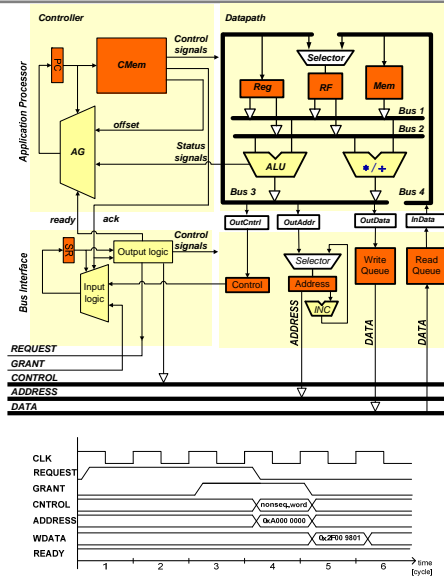 Controller
Datapath
Application Processor
Bus Interface
PC
CMem
Control signals
offset
Status signals
AG
ready
ack
Selector
Reg
RF
Mem
Bus 1
Bus 2
ALU
* / +
Bus 3
Bus 4
OutCntrl
OutAddr
OutData
InData
SR
Output logic
Control signals
Input logic
Control
Selector
Address
INC
Write Queue
Read Queue
ADDRESS
DATA
DATA
REQUEST
GRANT
CONTROL
ADDRESS
DATA
CLK
REQUEST
GRANT
CNTROL
nonseq,word
ADDRESS
0xA000 0000
WDATA
0x2F00 9801
READY
1 2 3 4 5 6
time
[cycle]